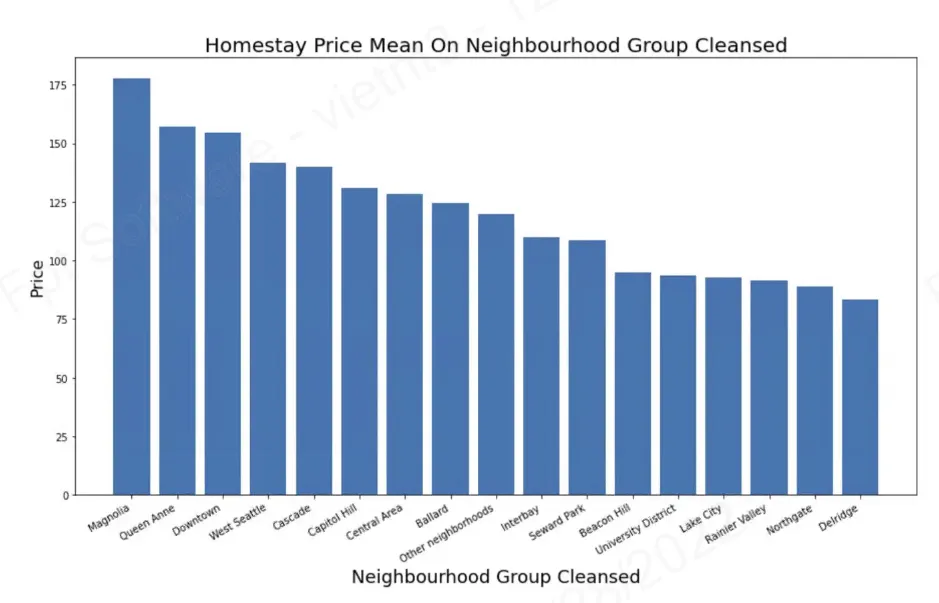 Homestay Price Mean On Neighbourhood Group Cleansed
Price
175
150
125
100
75
50
25
0
Magnolia
Queen Anne
Downtown
West Seattle
Cascade
Capitol Hill
Central Area
Ballard
Other neighborhoods
Interbay
Seward Park
Beacon Hill
University District
Lake City
Rainier Valley
Northgate
Delridge
Neighbourhood Group Cleansed